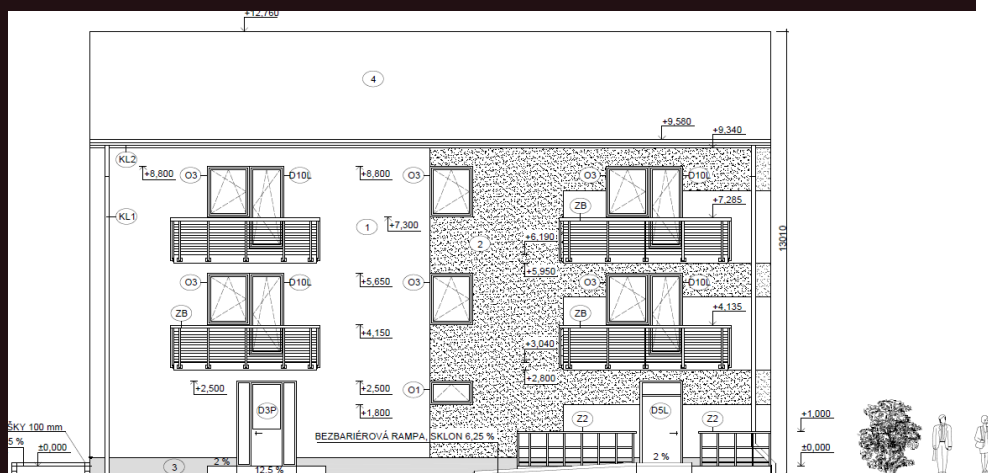 +12,760
4
+9,580
+9,340
KL2
+8,800
O3
D10L
+8,800
O3
O3
D10L
KL1
1
+7,300
ZB
+7,285
2
+6,190
13010
+5,950
O3
D10L
+5,650
O3
O3
D10L
ZB
+4,150
ZB
+4,135
+3,040
+2,800
+2,500
+2,500
O1
D3P
+1,800
D5L
Z2
Z2
+1,000
ŠKY 100 mm
BEZBARIÉROVÁ RAMPA, SKLON 6,25 %
5 %
±0,000
±0,000
3
2 %
12,5 %
2 %